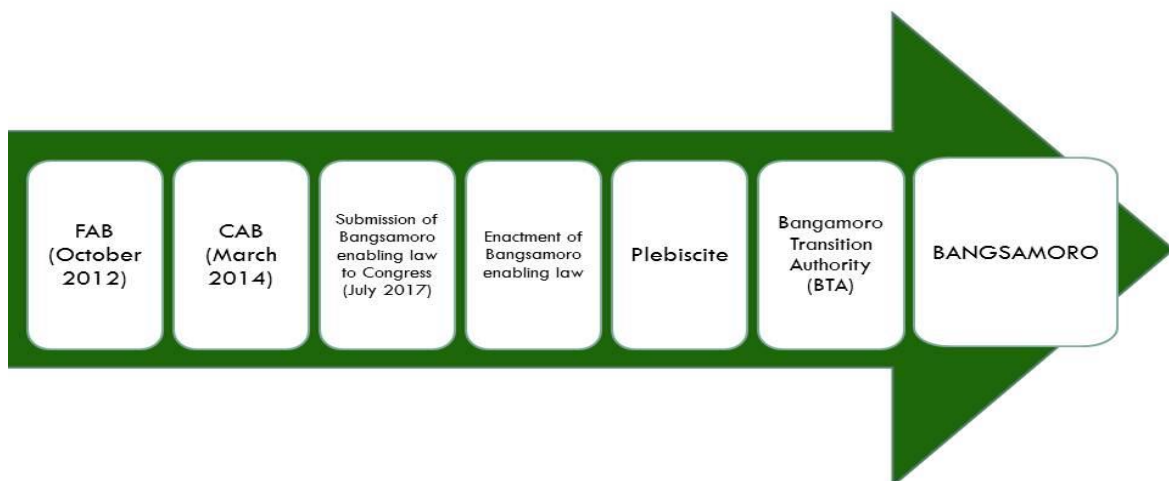 FAB
(October
2012)
CAB
(March
2014)
Submission of
Bangsamoro
enabling law
to Congress
(July 2017)
Enactment of
Bangsamoro
enabling law
Plebiscite
Bangamoro
Transition
Authority
(BTA)
BANGSAMORO